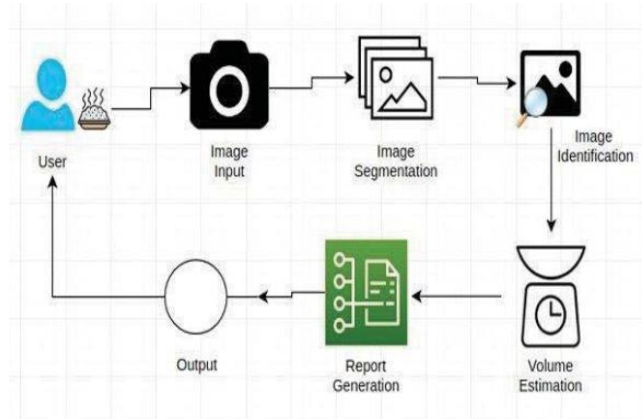 User
Image
Input
Image
Segmentation
Image
Identification
Output
Report
Generation
Volume
Estimation